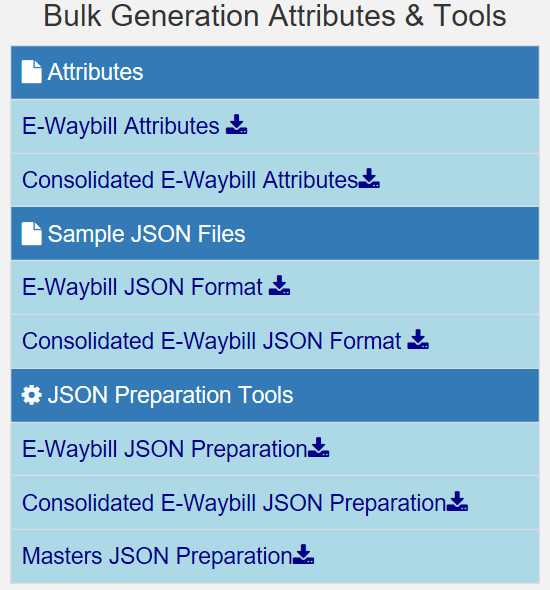 Bulk Generation Attributes & Tools
Attributes
E-Waybill Attributes
Consolidated E-Waybill Attributes
Sample JSON Files
E-Waybill JSON Format
Consolidated E-Waybill JSON Format
JSON Preparation Tools
E-Waybill JSON Preparation
Consolidated E-Waybill JSON Preparation
Masters JSON Preparation